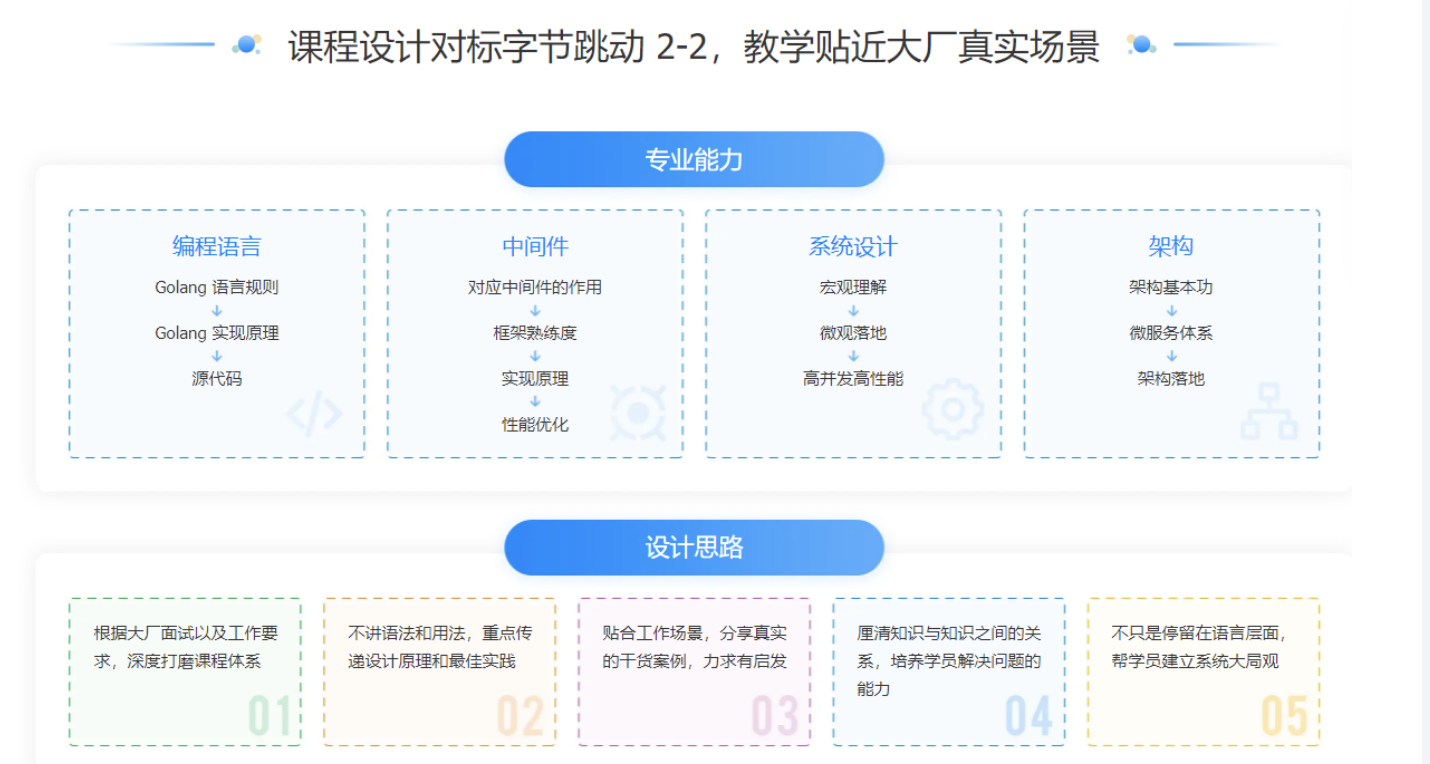 课程设计对标字节跳动 2-2，教学贴近大厂真实场景
专业能力
编程语言
Golang 语言规则
Golang 实现原理
源代码
中间件
对应中间件的作用
框架熟练度
实现原理
性能优化
系统设计
宏观理解
微观落地
高并发高性能
架构
架构基本功
微服务体系
架构落地
设计思路
根据大厂面试以及工作要
求，深度打磨课程体系
01
不讲语法和用法，重点传
递设计原理和最佳实践
02
贴合工作场景，分享真实
的干货案例，力求有启发
03
厘清知识与知识之间的关
系，培养学员解决问题的
能力
04
不只是停留在语言层面，
帮学员建立系统大局观
05